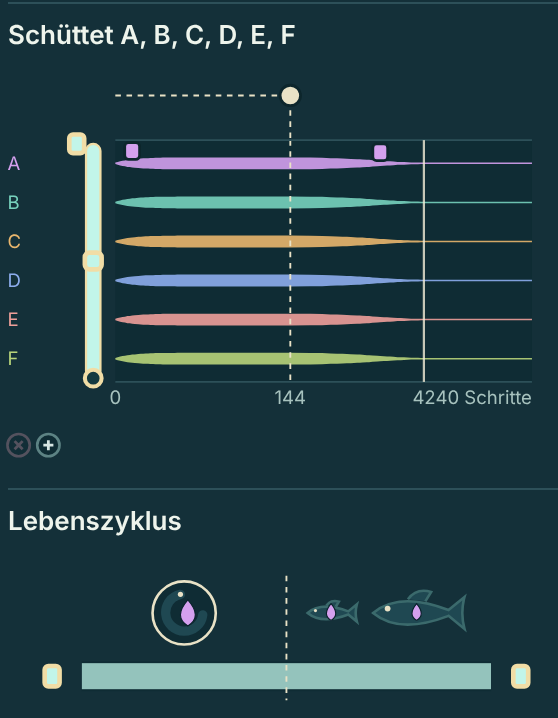 Schüttet A, B, C, D, E, F
A
B
C
D
E
F
0 144 4240 Schritte
Lebenszyklus